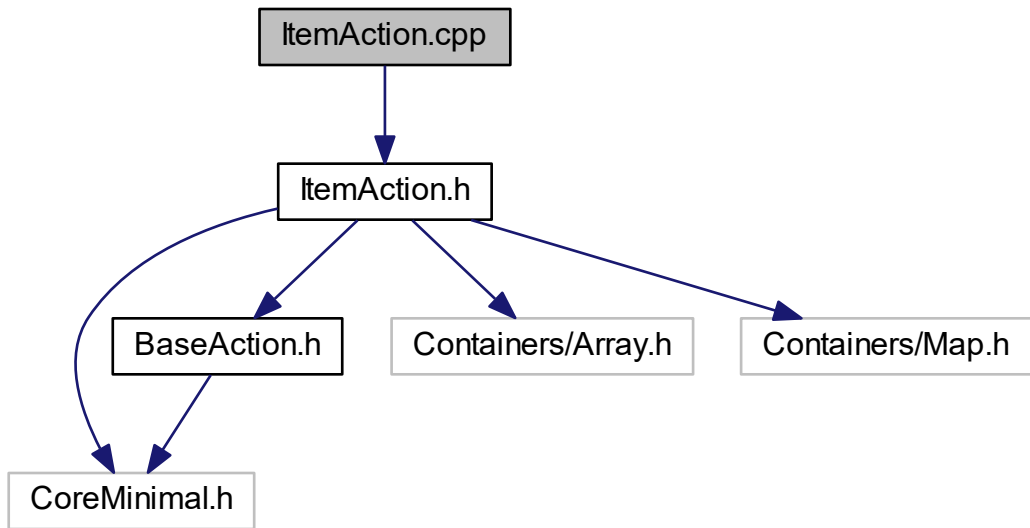 ItemAction.cpp
ItemAction.h
BaseAction.h
Containers/Array.h
Containers/Map.h
CoreMinimal.h